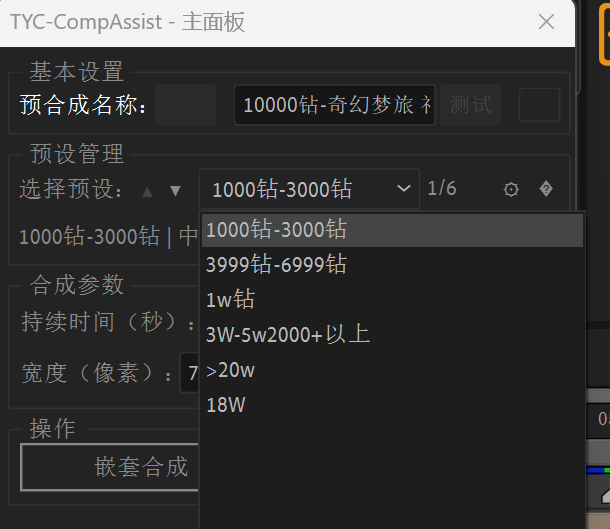 TYC-CompAssist - 主面板
基本设置
预合成名称： 10000钻-奇幻梦旅 测试
预设管理
选择预设： ▲ ▼ 1000钻-3000钻 1/6
1000钻-3000钻 | 中
1000钻-3000钻
3999钻-6999钻
1w钻
3W-5w2000+以上
>20w
18W
合成参数
持续时间（秒）：
宽度（像素）： 7
操作
嵌套合成